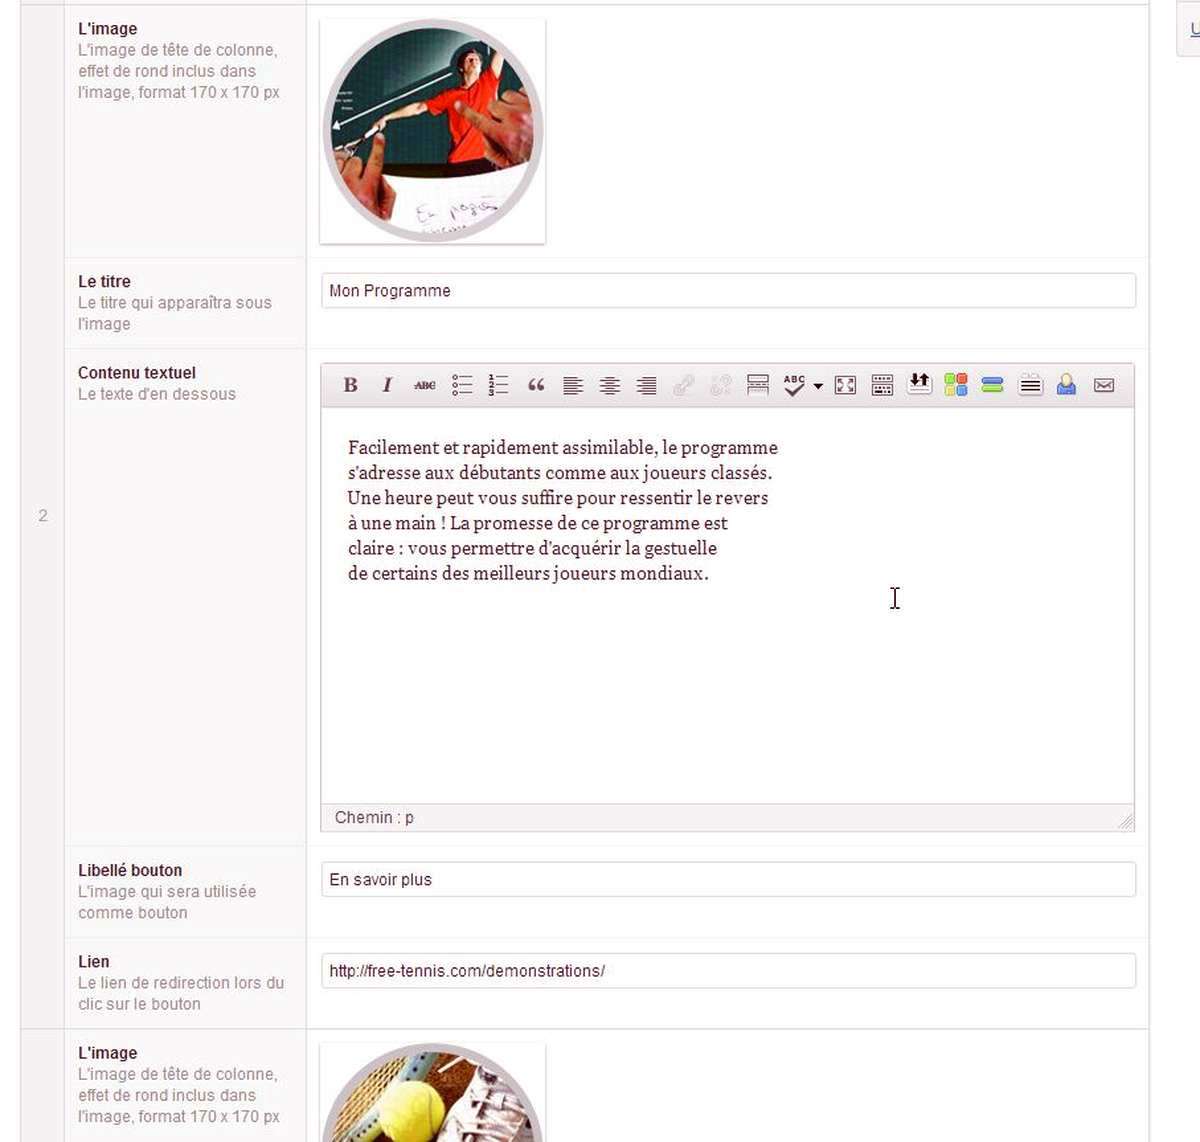 L'image
L'image de tête de colonne,
effet de rond inclus dans
l'image, format 170 x 170 px
U
Le titre
Le titre qui apparaîtra sous
l'image
Mon Programme
Contenu textuel
Le texte d'en dessous
B I ABC ABC
Facilement et rapidement assimilable, le programme
s'adresse aux débutants comme aux joueurs classés.
Une heure peut vous suffire pour ressentir le revers
à une main ! La promesse de ce programme est
claire : vous permettre d'acquérir la gestuelle
de certains des meilleurs joueurs mondiaux.
2
Chemin : p
Libellé bouton
L'image qui sera utilisée
comme bouton
En savoir plus
Lien
Le lien de redirection lors du
clic sur le bouton
http://free-tennis.com/demonstrations/
L'image
L'image de tête de colonne,
effet de rond inclus dans
l'image, format 170 x 170 px